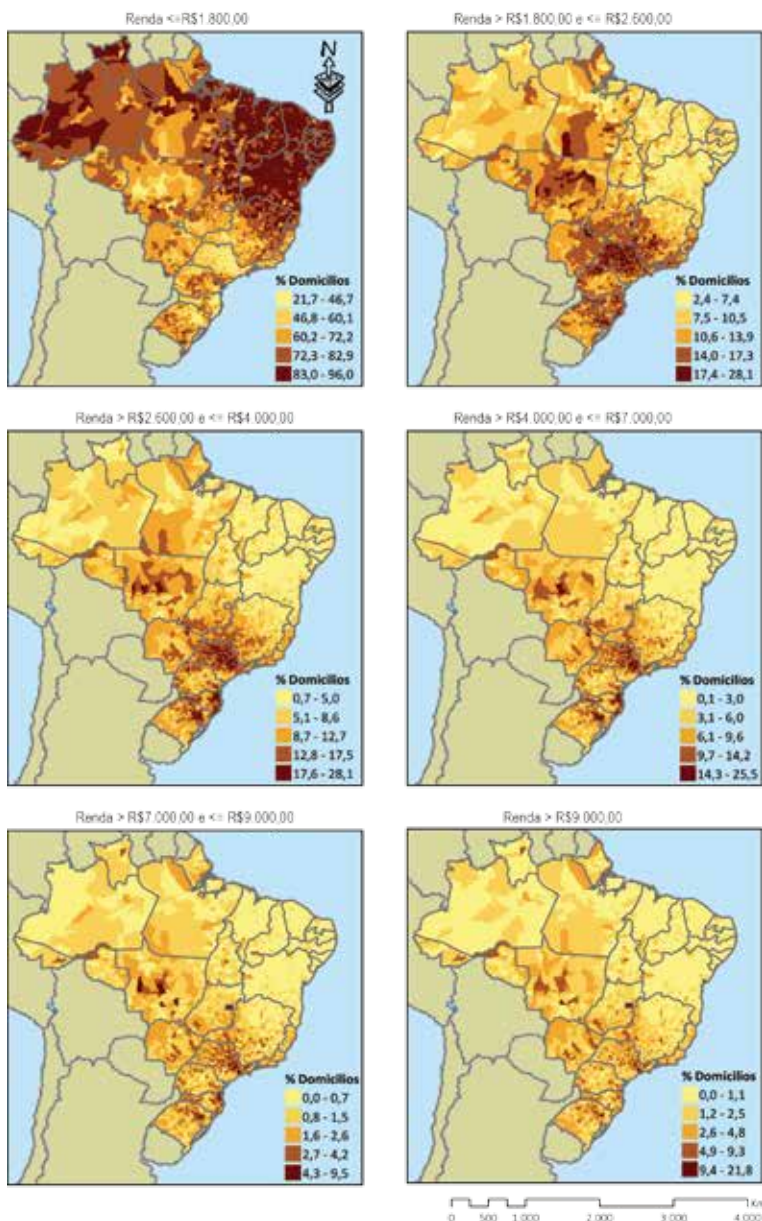 Renda <=R$1.800,00
Renda > R$1.800,00 e <= R$2.600,00
N
% Domicílios
21,7 - 46,7
46,8 - 60,1
60,2 - 72,2
72,3 - 82,9
83,0 - 96,0
% Domicílios
2,4 - 7,4
7,5 - 10,5
10,6 - 13,9
14,0 - 17,3
17,4 - 28,1
Renda > R$2.600,00 e <= R$4.000,00
Renda > R$4.000,00 e <= R$7.000,00
% Domicílios
0,7 - 5,0
5,1 - 8,6
8,7 - 12,7
12,8 - 17,5
17,6 - 28,1
% Domicílios
0,1 - 3,0
3,1 - 6,0
6,1 - 9,6
9,7 - 14,2
14,3 - 25,5
Renda > R$7.000,00 e <= R$9.000,00
Renda > R$9.000,00
% Domicílios
0,0 - 0,7
0,8 - 1,5
1,6 - 2,6
2,7 - 4,2
4,3 - 9,5
% Domicílios
0,0 - 1,1
1,2 - 2,5
2,6 - 4,8
4,9 - 9,3
9,4 - 21,8
Km
0 500 1.000 2.000 3.000 4.000